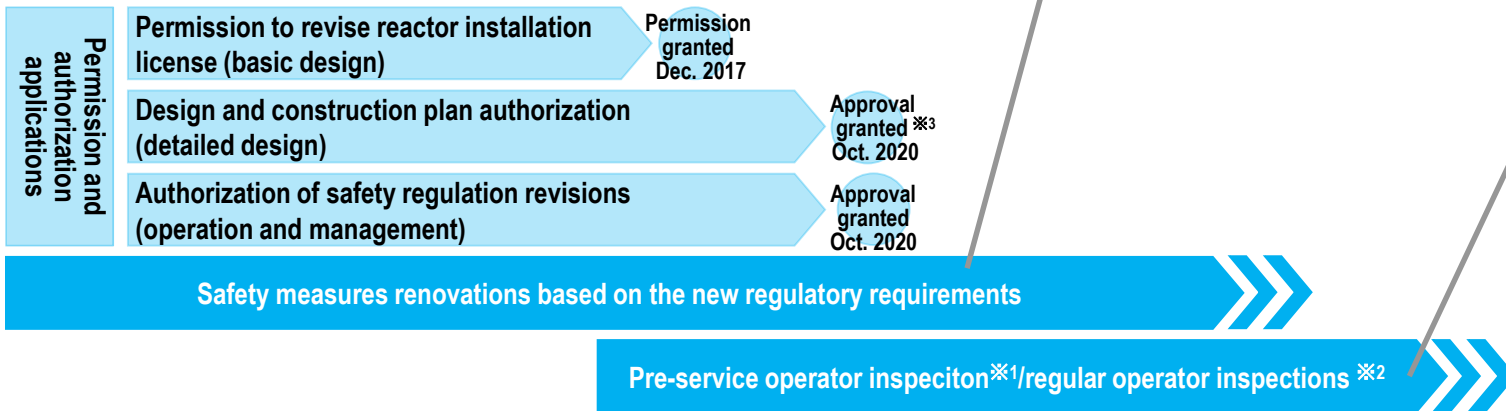 Permission and
authorization
applications
Permission to revise reactor installation
license (basic design)
Permission
granted
Dec. 2017
Design and construction plan authorization
(detailed design)
Approval
granted ※3
Oct. 2020
Authorization of safety regulation revisions
(operation and management)
Approval
granted
Oct. 2020
Safety measures renovations based on the new regulatory requirements
Pre-service operator inspeciton※1/regular operator inspections ※2